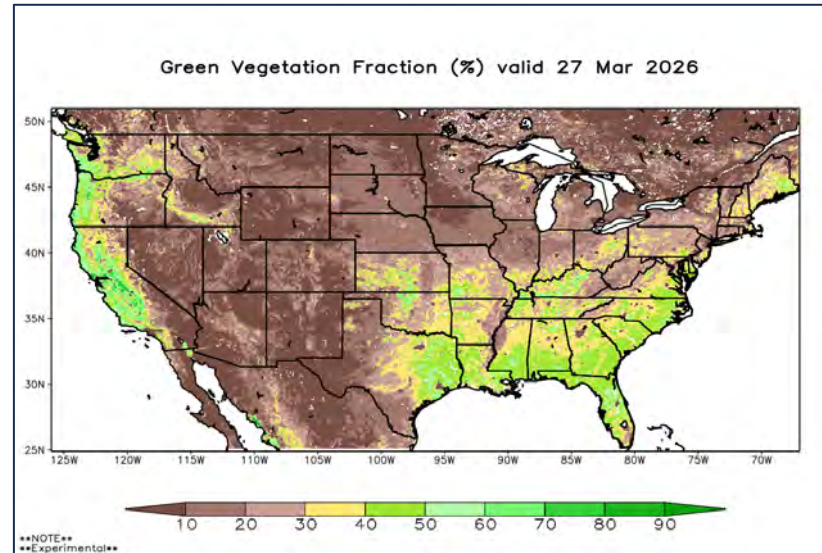 Green Vegetation Fraction (%) valid 27 Mar 2026
50N
45N
40N
35N
30N
25N
125W 120W 115W 110W 105W 100W 95W 90W 85W 80W 75W 70W
10 20 30 40 50 60 70 80 90
**NOTE**
**Experimental**